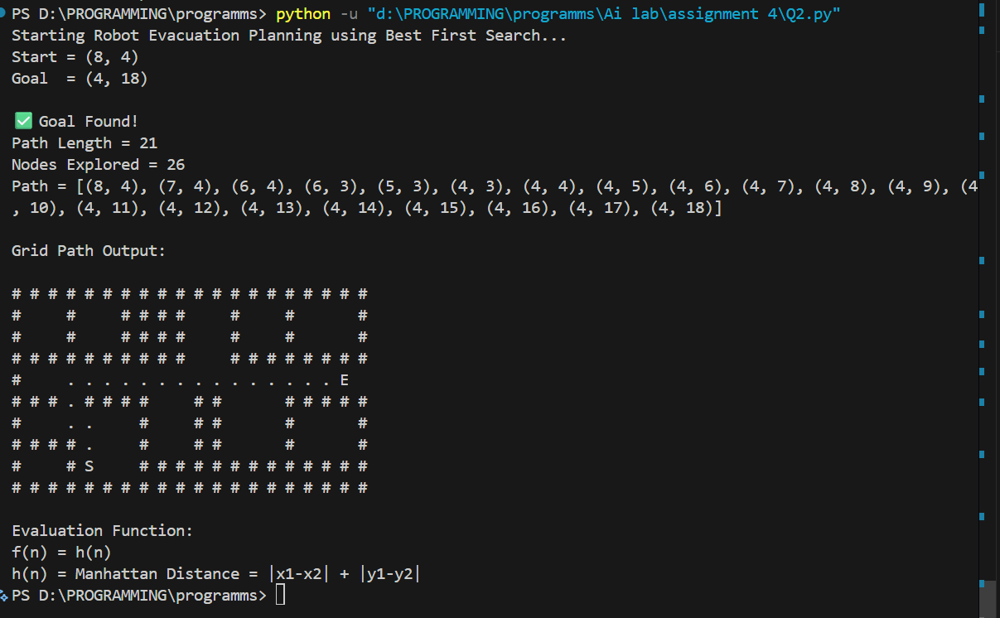 PS D:\PROGRAMMING\programms> python -u "d:\PROGRAMMING\programms\Ai lab\assignment 4\Q2.py"
Starting Robot Evacuation Planning using Best First Search...
Start = (8, 4)
Goal  = (4, 18)
✅ Goal Found!
Path Length = 21
Nodes Explored = 26
Path = [(8, 4), (7, 4), (6, 4), (6, 3), (5, 3), (4, 3), (4, 4), (4, 5), (4, 6), (4, 7), (4, 8), (4, 9), (4
, 10), (4, 11), (4, 12), (4, 13), (4, 14), (4, 15), (4, 16), (4, 17), (4, 18)]
Grid Path Output:
# # # # # # # # # # # # # # # # # # # #
#     #     # # # #     #     #       #
#     #     # # # #     #     #       #
# # # # # # # # # #     # # # # # # # #
#     . . . . . . . . . . . . . . . E
# # # . # # # #     # #       # # # # #
#     . .     #     # #       #       #
# # # # .     #     # #       #       #
#     # S     # # # # # # # # # # # # #
# # # # # # # # # # # # # # # # # # # #
Evaluation Function:
f(n) = h(n)
h(n) = Manhattan Distance = |x1-x2| + |y1-y2|
PS D:\PROGRAMMING\programms>